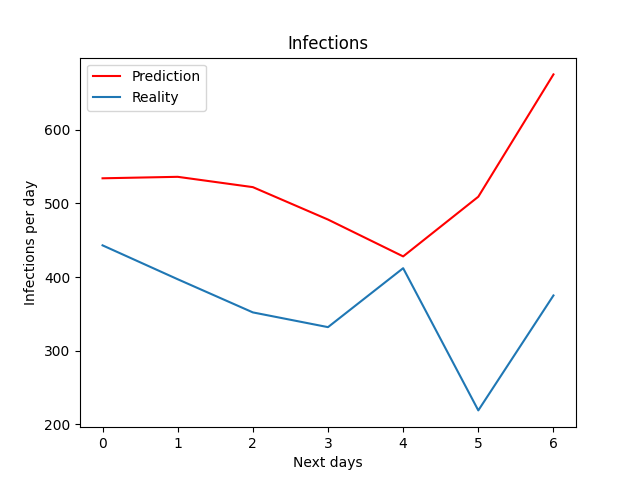 Infections
Prediction
Reality
Infections per day
600
500
400
300
200
0 1 2 3 4 5 6
Next days